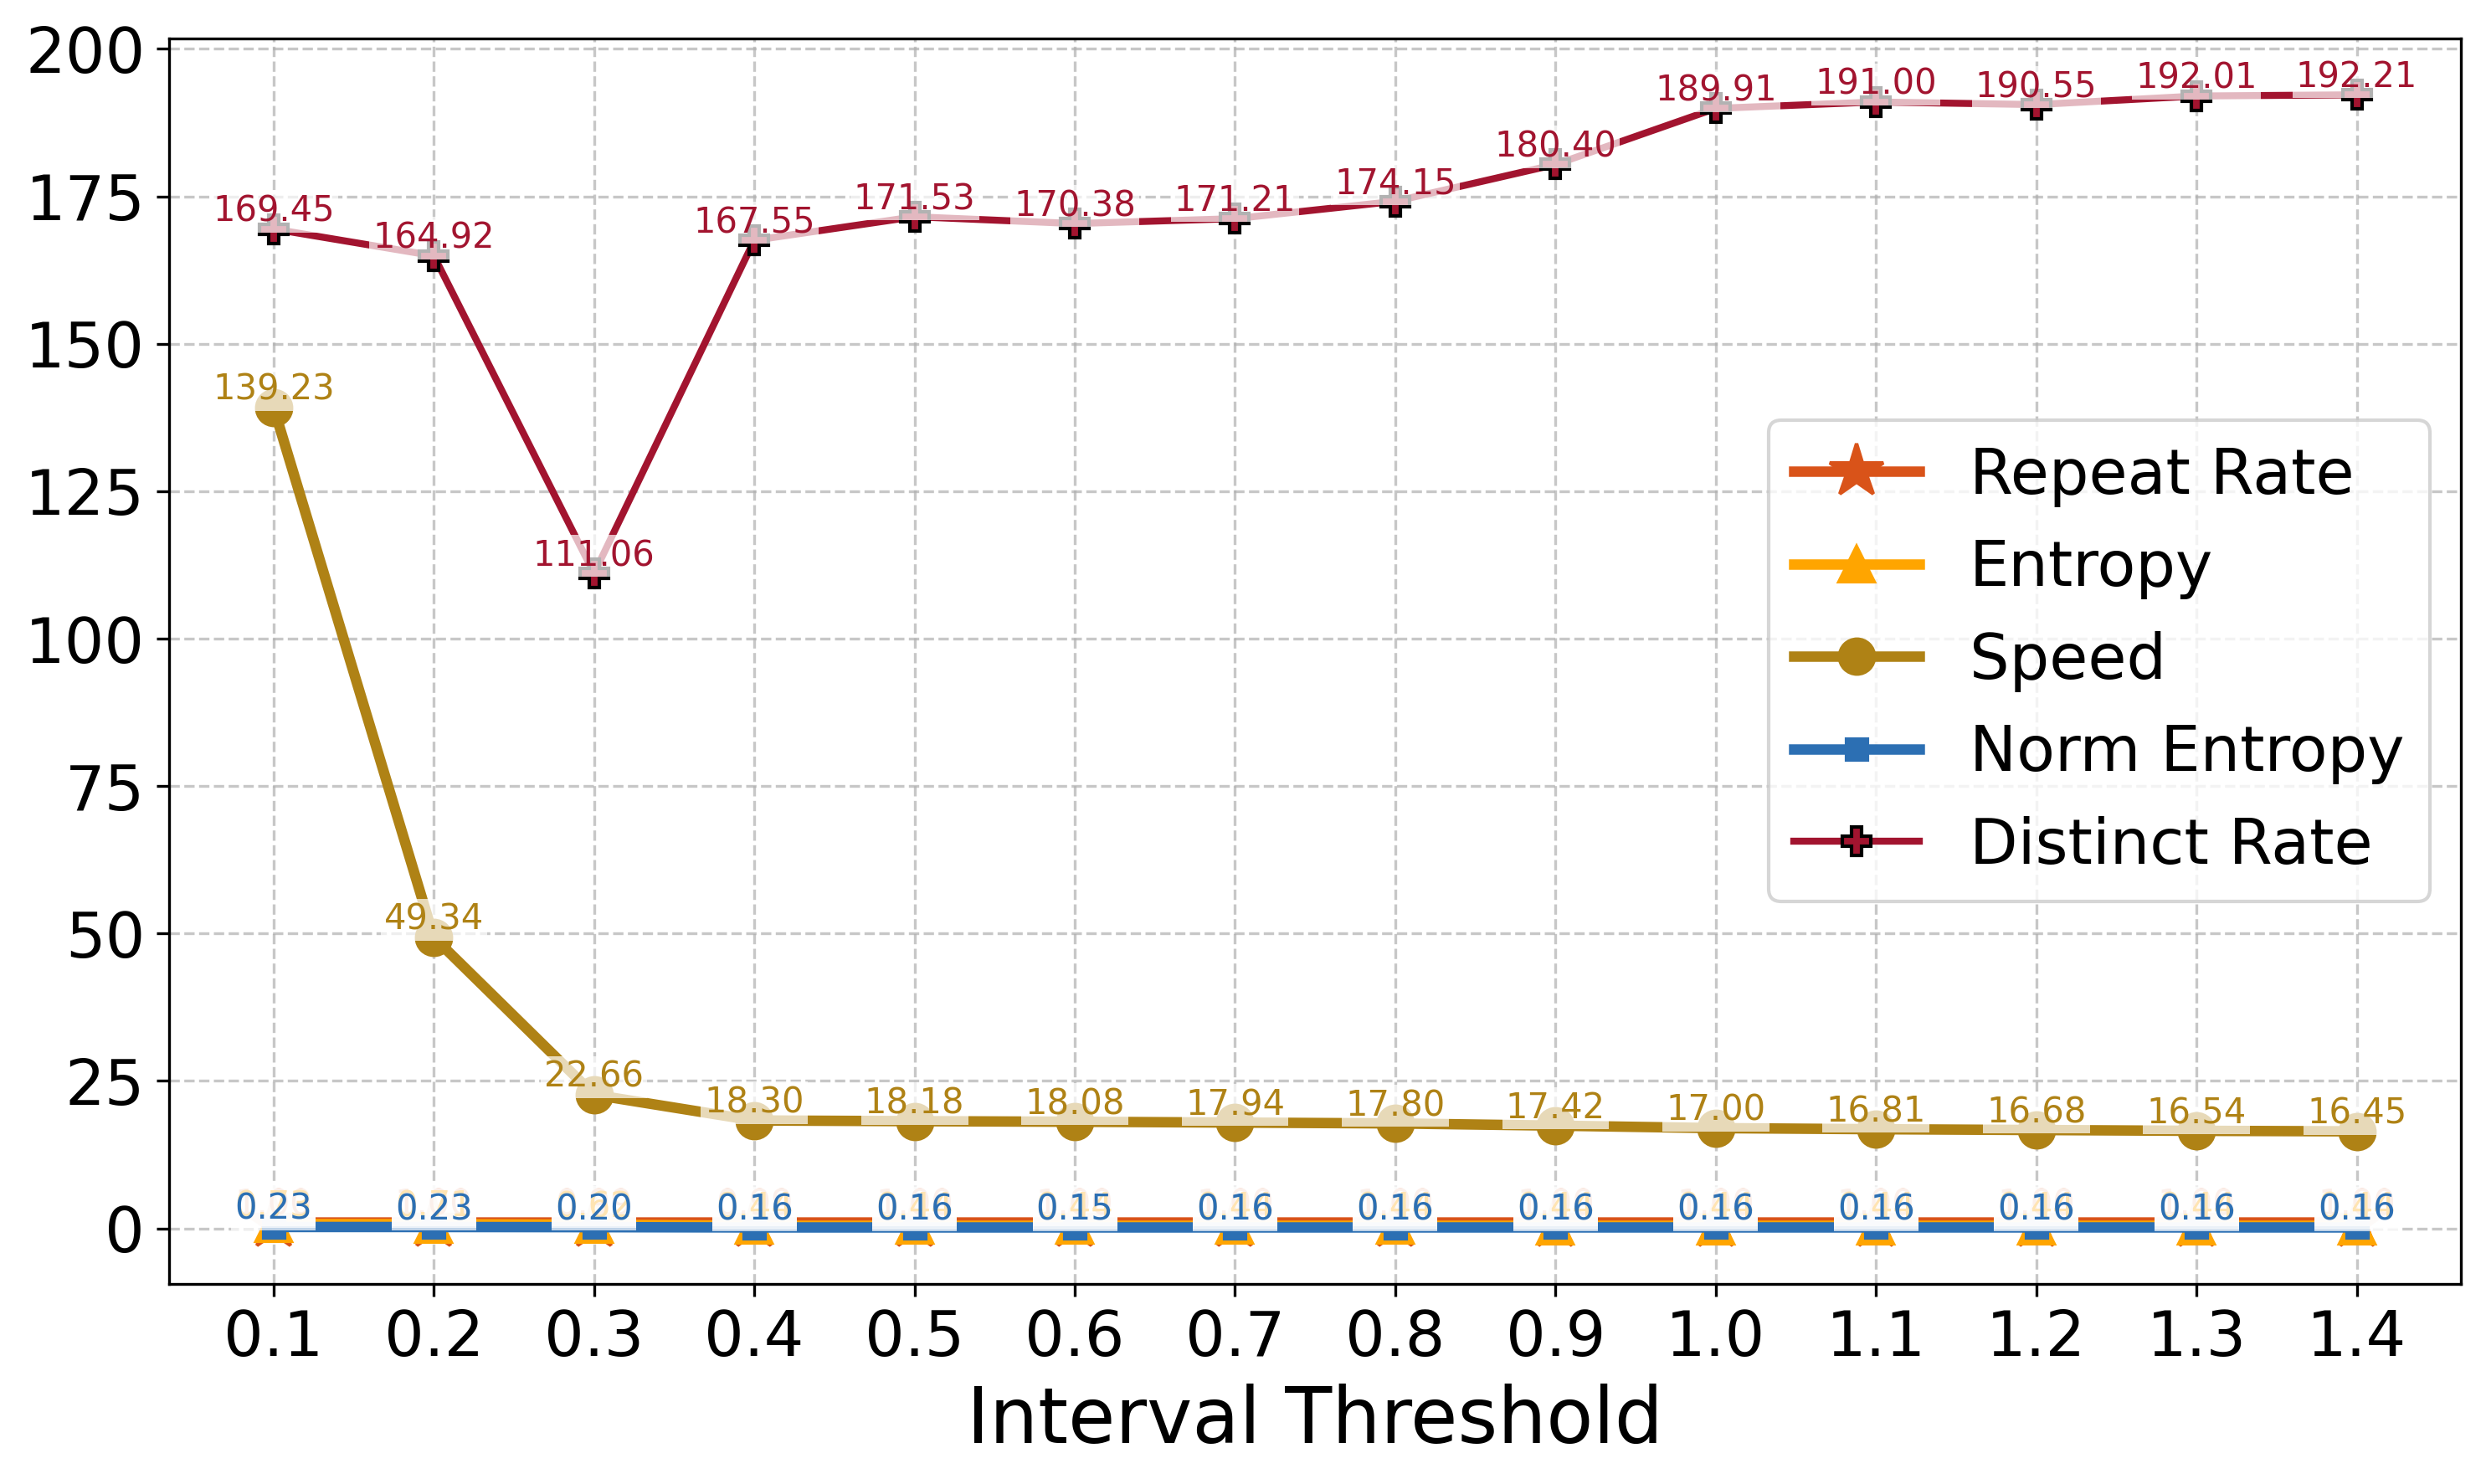 200
175
150
125
100
75
50
25
0
169.45 164.92 111.06 167.55 171.53 170.38 171.21 174.15 180.40 189.91 191.00 190.55 192.01 192.21
139.23 49.34 22.66 18.30 18.18 18.08 17.94 17.80 17.42 17.00 16.81 16.68 16.54 16.45
0.23 0.23 0.20 0.16 0.16 0.15 0.16 0.16 0.16 0.16 0.16 0.16 0.16 0.16
Repeat Rate
Entropy
Speed
Norm Entropy
Distinct Rate
0.1 0.2 0.3 0.4 0.5 0.6 0.7 0.8 0.9 1.0 1.1 1.2 1.3 1.4
Interval Threshold